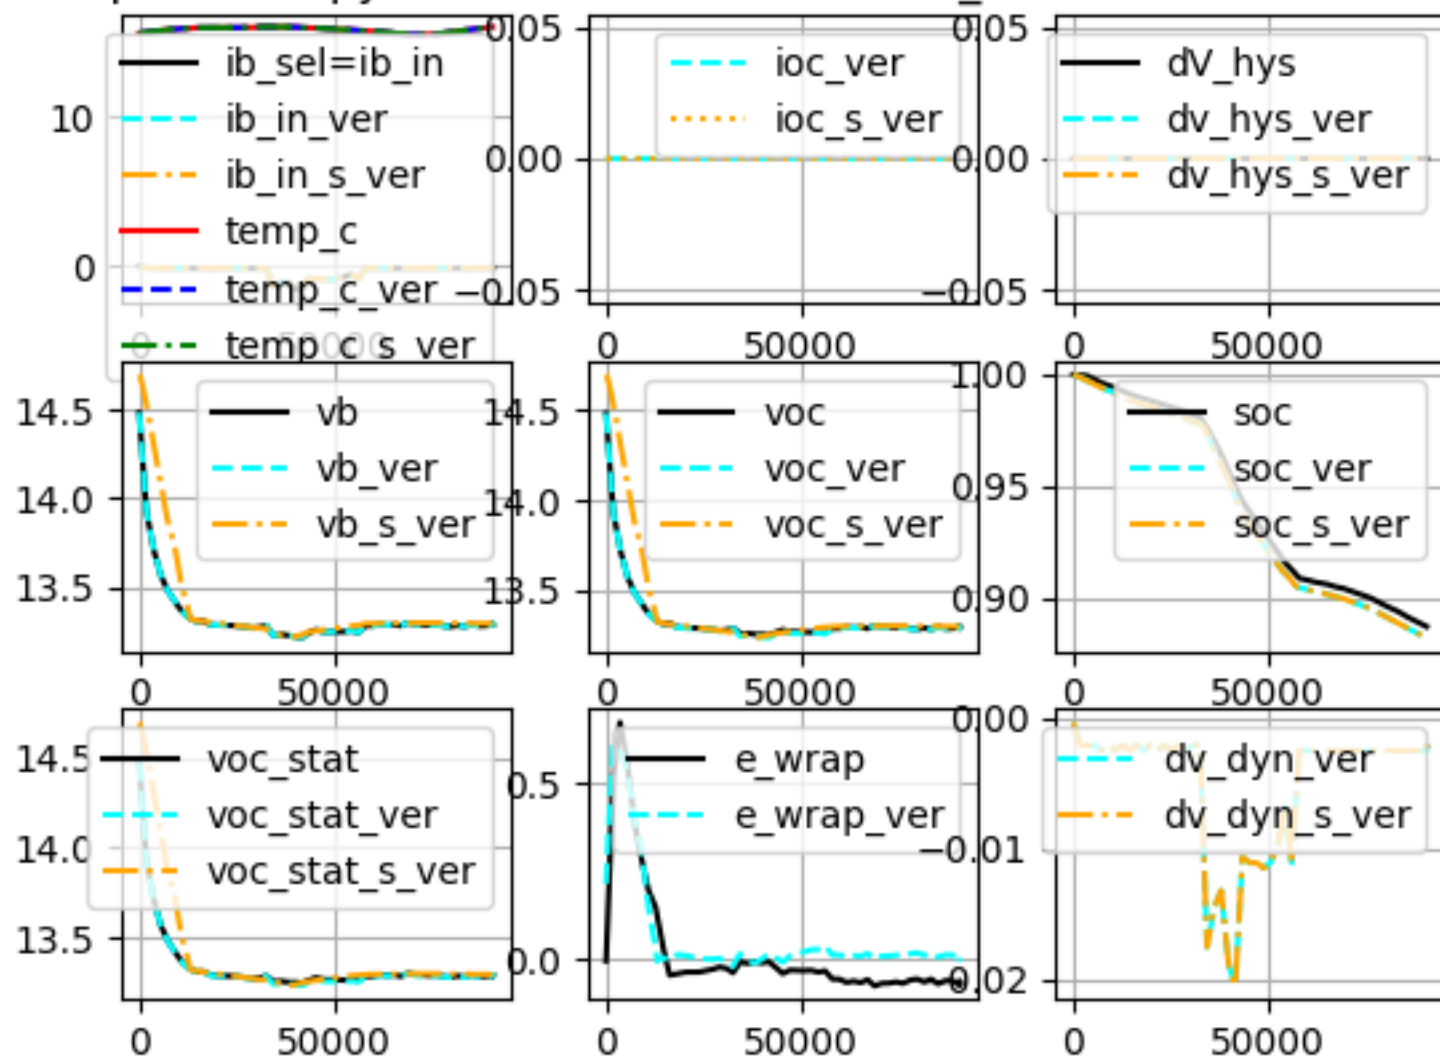 0.05
0.05
ib_sel=ib_in
ioc_ver
dV_hys
10
ib_in_ver
ioc_s_ver
dv_hys_ver
0.00
0.00
ib_in_s_ver
dv_hys_s_ver
temp_c
0
temp_c_ver
−0.05
−0.05
temp_c_s_ver
0
50000
0
50000
0
50000
1.00
14.5
vb
14.5
voc
soc
vb_ver
voc_ver
0.95
soc_ver
14.0
14.0
vb_s_ver
voc_s_ver
soc_s_ver
13.5
13.5
0.90
0
50000
0
50000
0
50000
0.00
14.5
voc_stat
0.5
e_wrap
dv_dyn_ver
voc_stat_ver
e_wrap_ver
dv_dyn_s_ver
14.0
−0.01
voc_stat_s_ver
13.5
0.0
0.02
0
50000
0
50000
0
50000